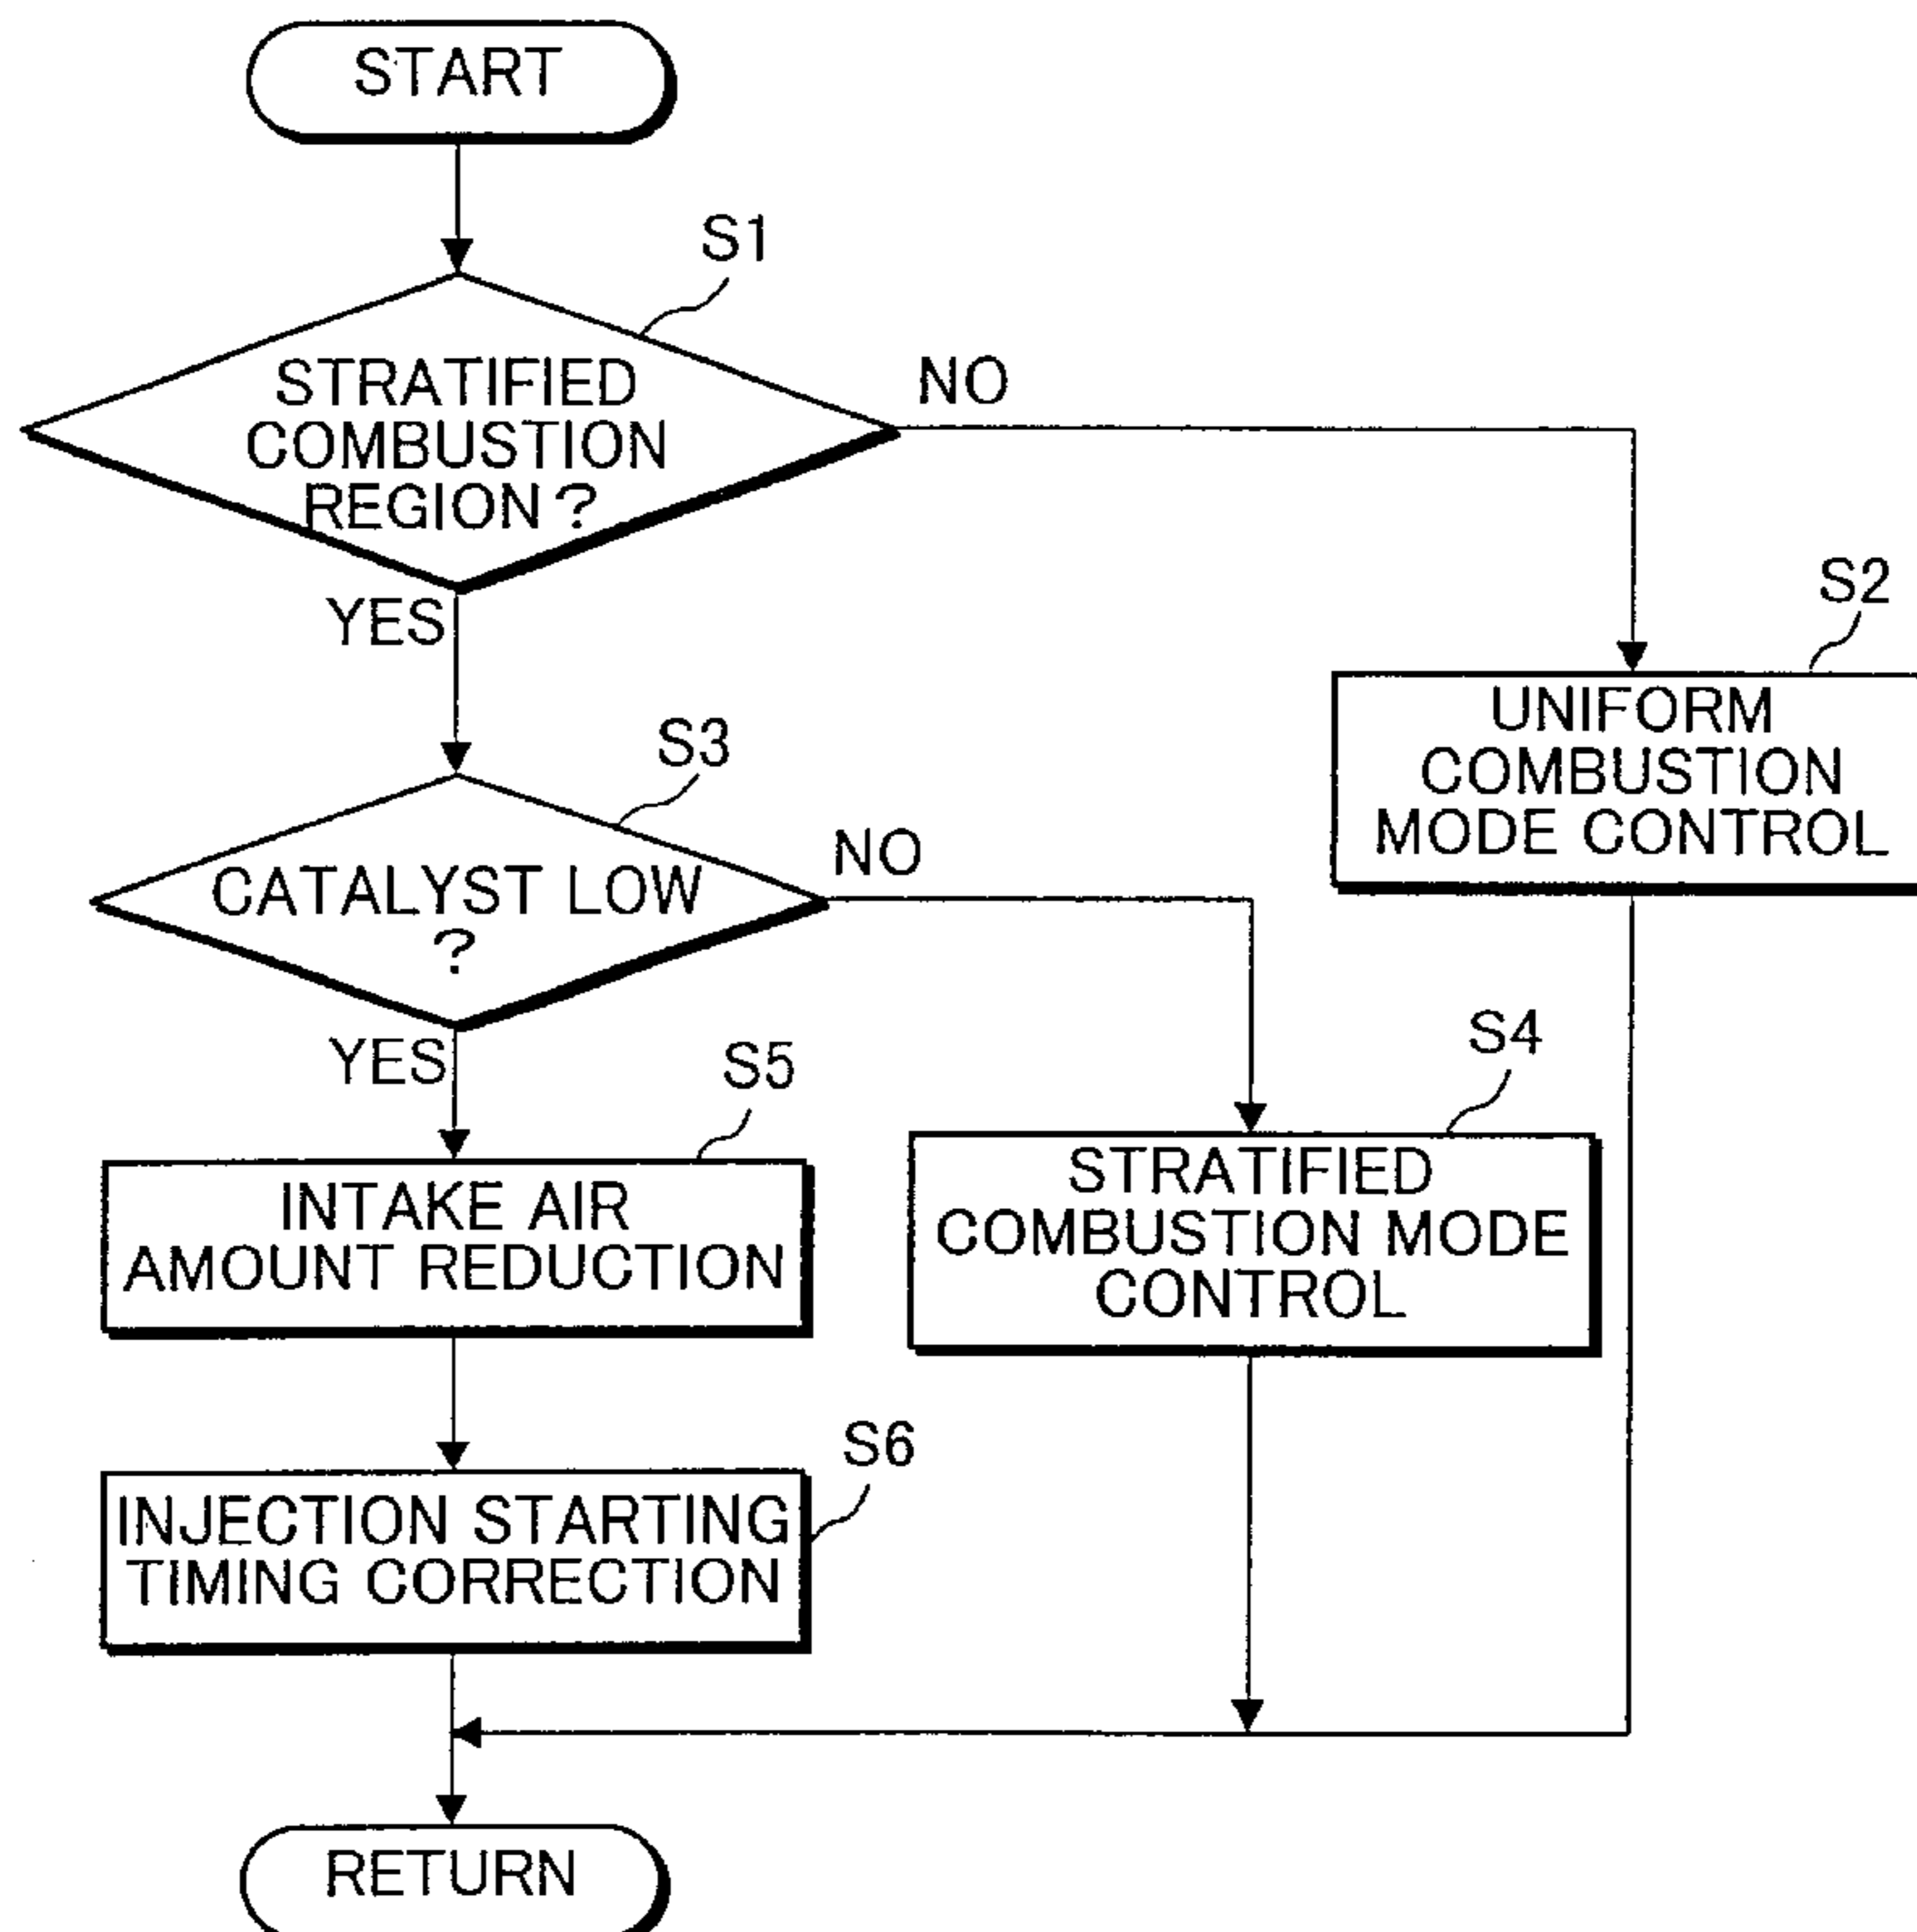 START
S1
STRATIFIED
COMBUSTION
REGION?
NO
YES
S2
UNIFORM
COMBUSTION
MODE CONTROL
S3
CATALYST LOW
?
NO
YES
S4
STRATIFIED
COMBUSTION MODE
CONTROL
S5
INTAKE AIR
AMOUNT REDUCTION
S6
INJECTION STARTING
TIMING CORRECTION
RETURN